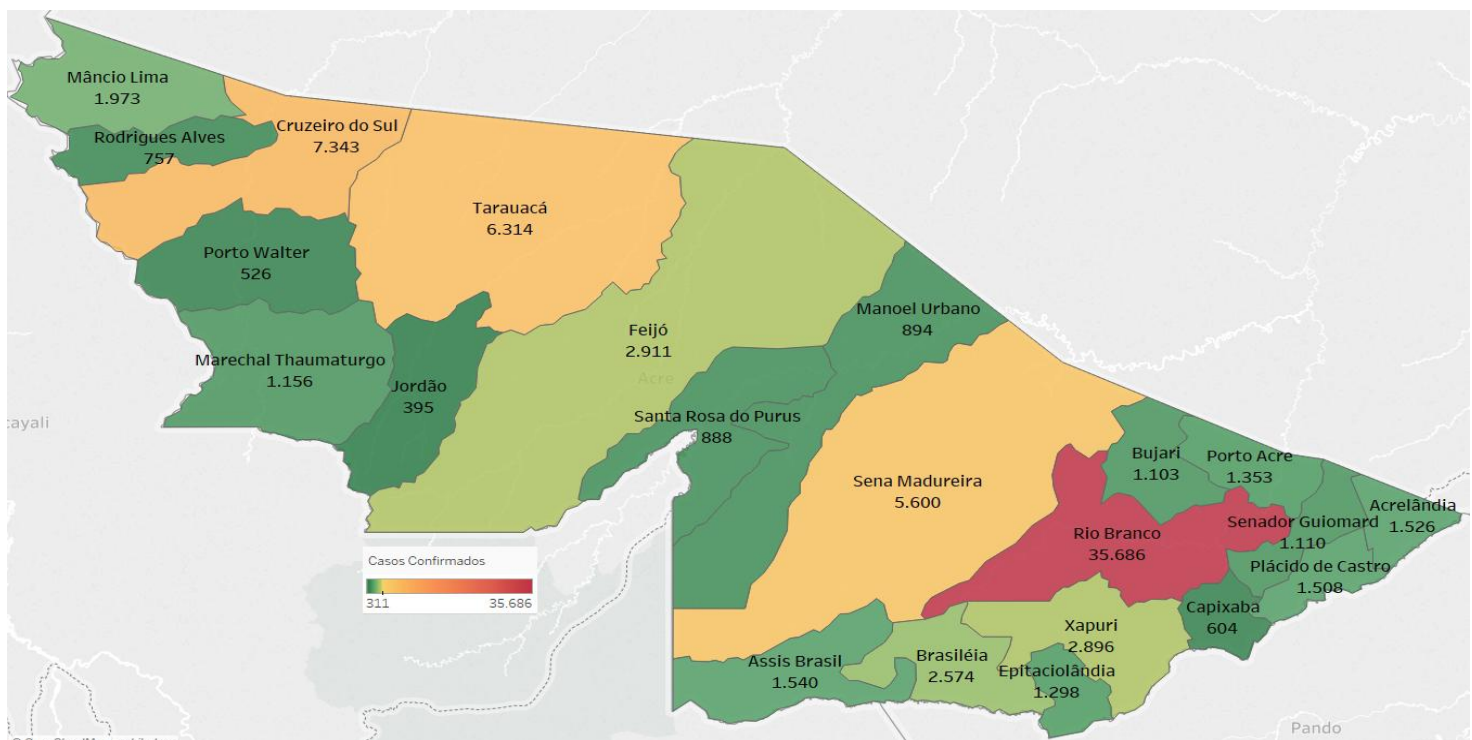 Mâncio Lima
1.973
Rodrigues Alves
757
Cruzeiro do Sul
7.343
Tarauacá
6.314
Porto Walter
526
Marechal Thaumaturgo
1.156
Jordão
395
Feijó
2.911
Acre
Manoel Urbano
894
Santa Rosa do Purus
888
Sena Madureira
5.600
Bujari
1.103
Porto Acre
1.353
Acrelândia
1.526
Senador Guiomard
1.110
Rio Branco
35.686
Plácido de Castro
1.508
Capixaba
604
Xapuri
2.896
Epitaciolândia
1.298
Brasiléia
2.574
Assis Brasil
1.540
cayali
Casos Confirmados
311 35.686
Pando